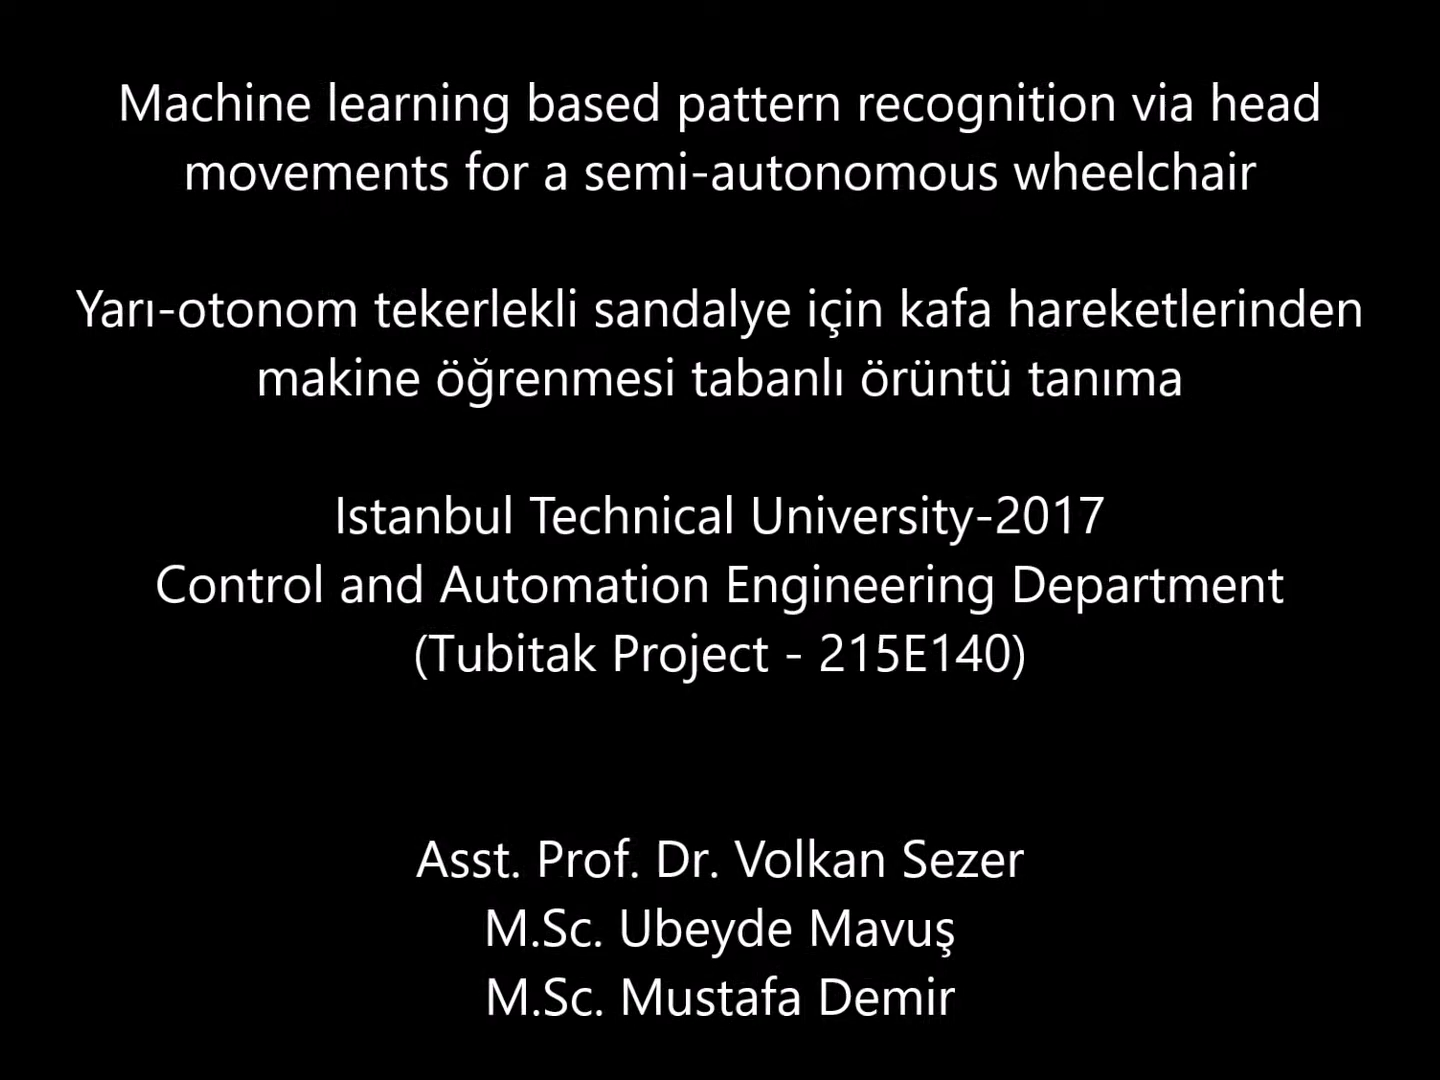 Machine learning based pattern recognition via head
movements for a semi-autonomous wheelchair
Yarı-otonom tekerlekli sandalye için kafa hareketlerinden
makine öğrenmesi tabanlı örüntü tanıma
Istanbul Technical University-2017
Control and Automation Engineering Department
(Tubitak Project - 215E140)
Asst. Prof. Dr. Volkan Sezer
M.Sc. Ubeyde Mavuş
M.Sc. Mustafa Demir